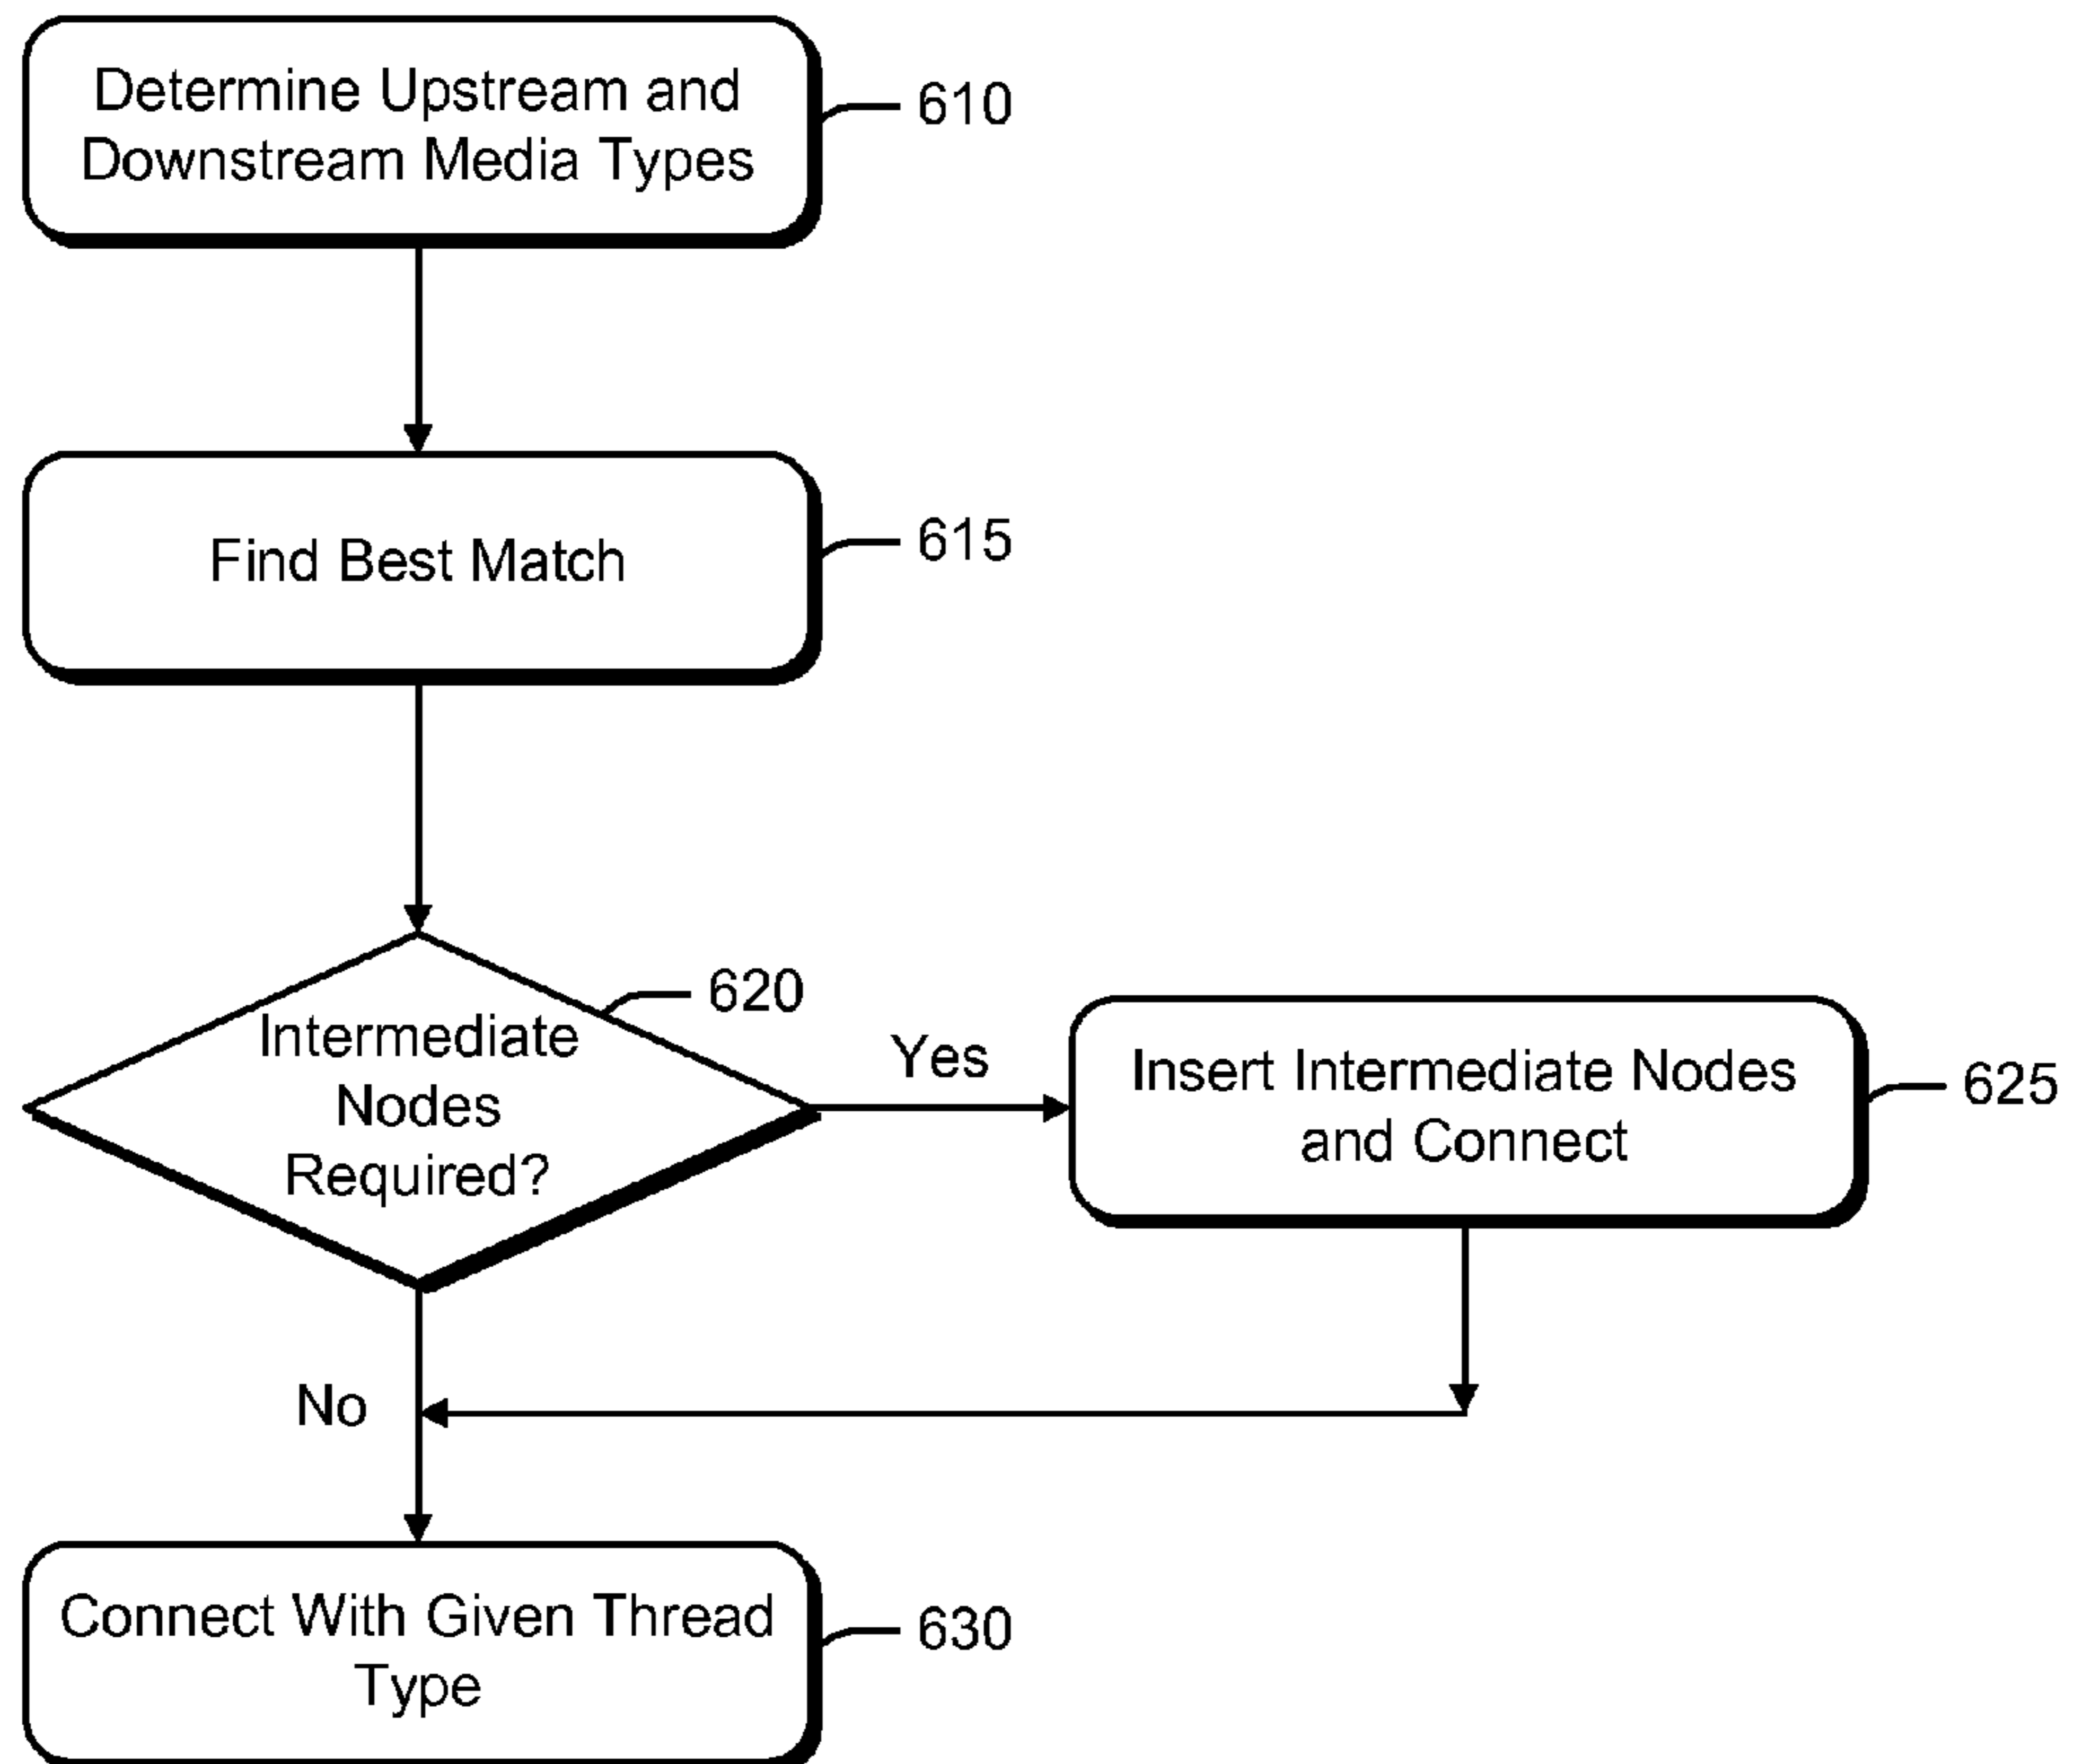 Determine Upstream and
Downstream Media Types
610
Find Best Match
615
620
Intermediate
Nodes
Required?
Yes
Insert Intermediate Nodes
and Connect
625
No
Connect With Given Thread
Type
630